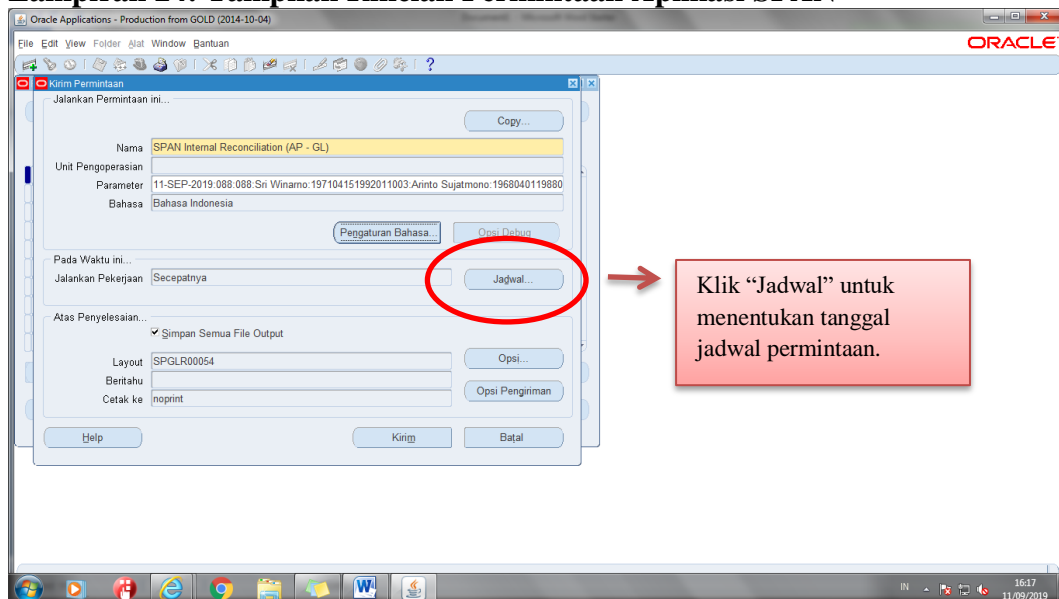 Oracle Applications - Production from GOLD (2014-10-04)
File Edit View Folder Alat Window Bantuan
ORACLE
Kirim Permintaan
Jalankan Permintaan ini...
Copy...
Nama SPAN Internal Reconciliation (AP - GL)
Unit Pengoperasian
Parameter 11-SEP-2019:088:088:Sri Winarno:197104151992011003:Arinto Sujatmono:1968040119880
Bahasa Bahasa Indonesia
Pengaturan Bahasa... Opsi Debug
Pada Waktu ini...
Jalankan Pekerjaan Secepatnya Jadwal...
Klik “Jadwal” untuk
menentukan tanggal
jadwal permintaan.
Atas Penyelesaian...
Simpan Semua File Output
Layout SPGLR00054 Opsi...
Beritahu
Cetak ke noprint Opsi Pengiriman
Help Kirim Batal
IN 16:17
11/09/2019